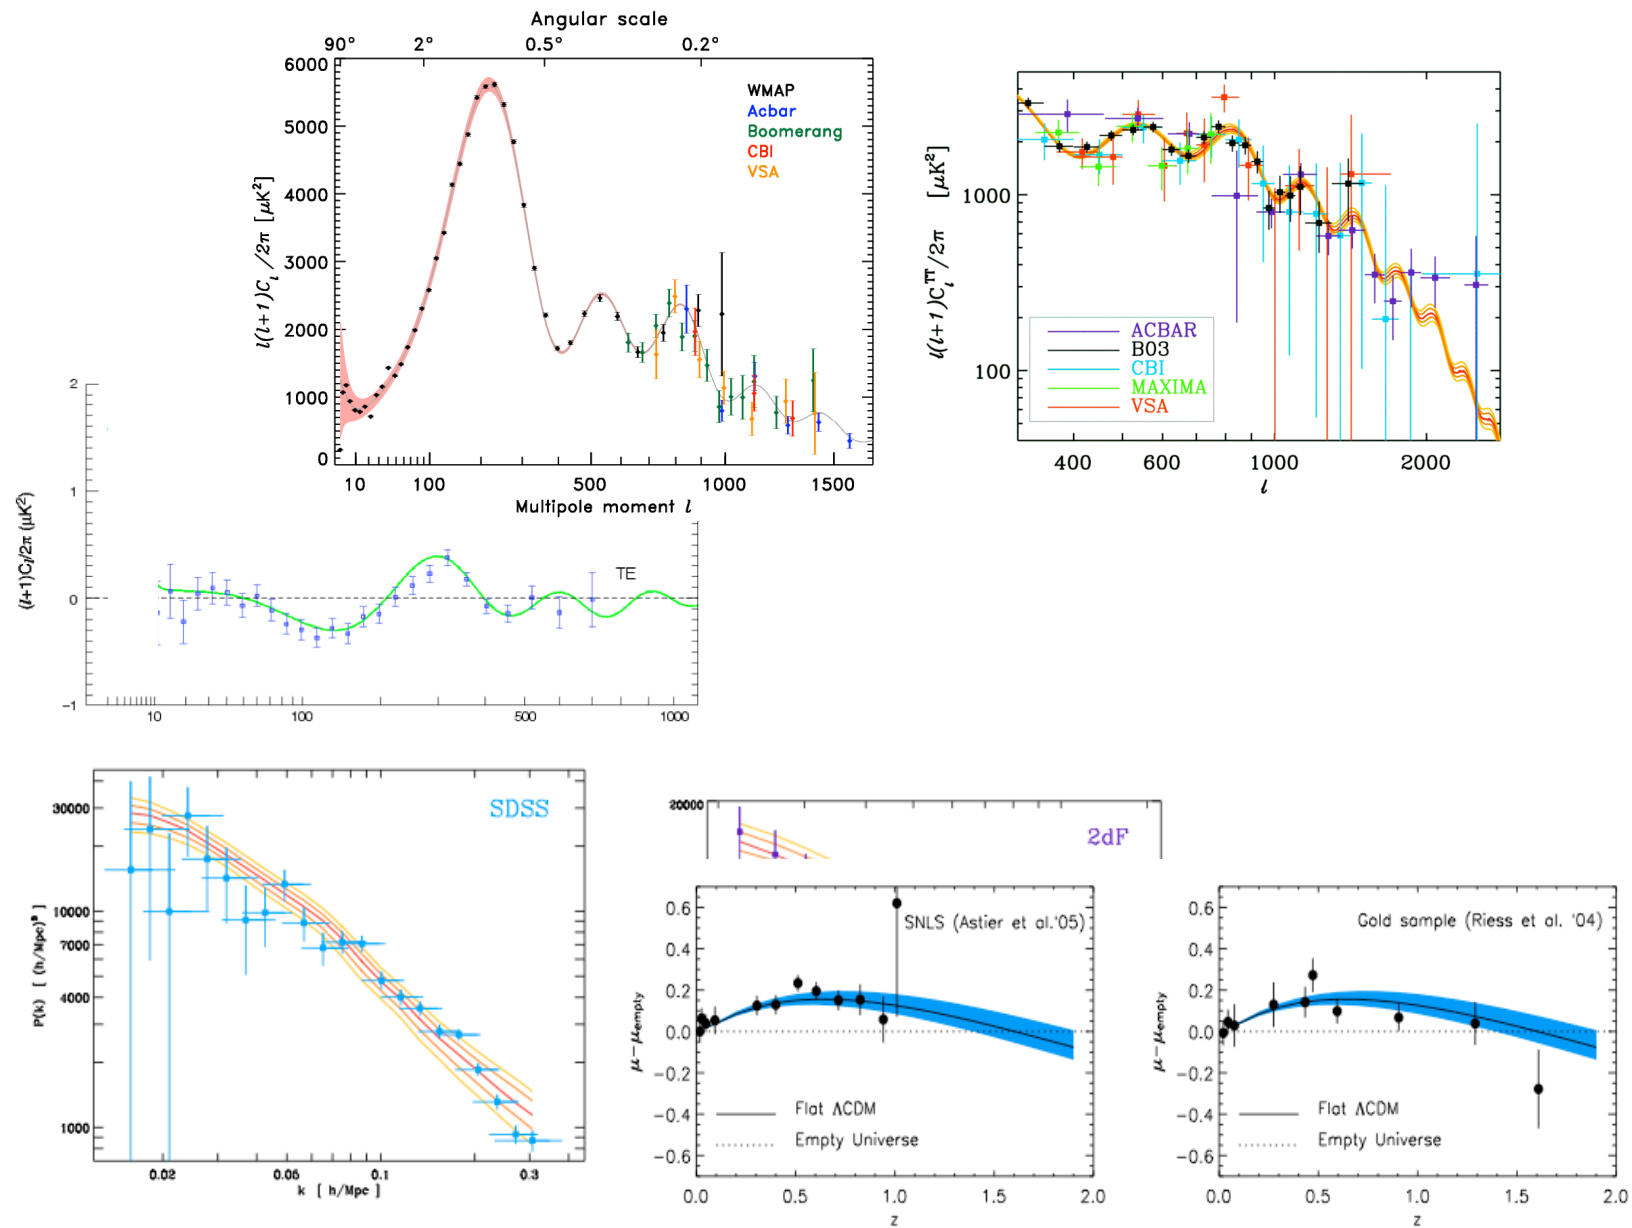 Angular scale
90° 2° 0.5° 0.2°
6000
5000
4000
3000
2000
1000
0
l(l+1)Cl/2π [μK²]
WMAP
Acbar
Boomerang
CBI
VSA
10 100 500 1000 1500
Multipole moment l
1000
100
l(l+1)ClTT/2π [μK²]
ACBAR
B03
CBI
MAXIMA
VSA
400 600 1000 2000
l
2
1
0
−1
(l+1)Cl/2π (μK²)
TE
10 100 500 1000
30000
10000
7000
4000
1000
P(k) [ (h/Mpc)³ ]
SDSS
0.02 0.06 0.1 0.3
k [ h/Mpc ]
20000
2dF
0.6
0.4
0.2
0.0
−0.2
−0.4
−0.6
μ−μempty
SNLS (Astier et al.'05)
Flat ΛCDM
Empty Universe
0.0 0.5 1.0 1.5 2.0
z
0.6
0.4
0.2
0.0
−0.2
−0.4
−0.6
μ−μempty
Gold sample (Riess et al. '04)
Flat ΛCDM
Empty Universe
0.0 0.5 1.0 1.5 2.0
z